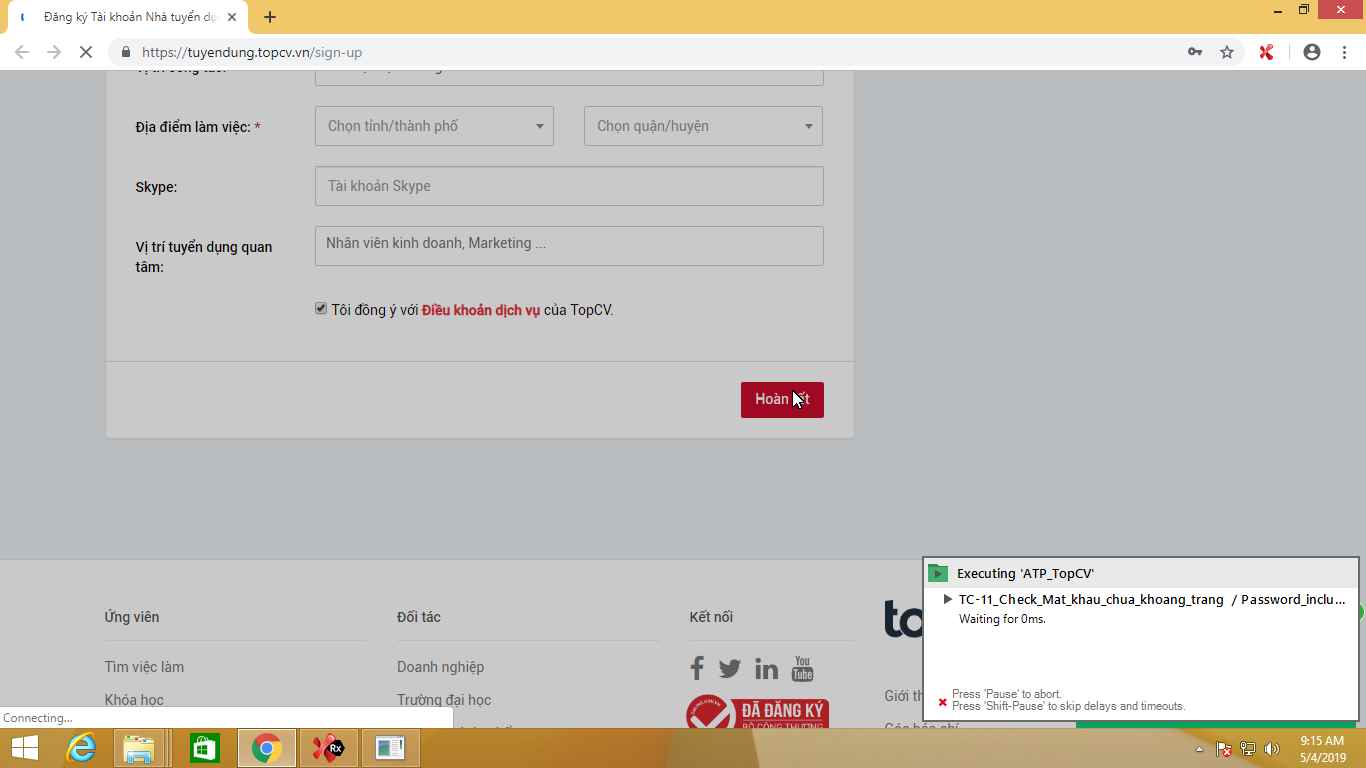 Đăng ký Tài khoản Nhà tuyển dụ
https://tuyendung.topcv.vn/sign-up
Địa điểm làm việc: *
Chọn tỉnh/thành phố
Chọn quận/huyện
Skype:
Tài khoản Skype
Vị trí tuyển dụng quan
tâm:
Nhân viên kinh doanh, Marketing ...
Tôi đồng ý với Điều khoản dịch vụ của TopCV.
Hoàn
Ứng viên
Đối tác
Kết nối
Tìm việc làm
Doanh nghiệp
You
Tube
Khóa học
Trường đại học
ĐÃ ĐĂNG KÝ
BỘ CÔNG THƯƠNG
Executing 'ATP_TopCV'
TC-11_Check_Mat_khau_chua_khoang_trang / Password_inclu...
Waiting for 0ms.
Press 'Pause' to abort.
Press 'Shift-Pause' to skip delays and timeouts.
Connecting...
Rx
9:15 AM
5/4/2019